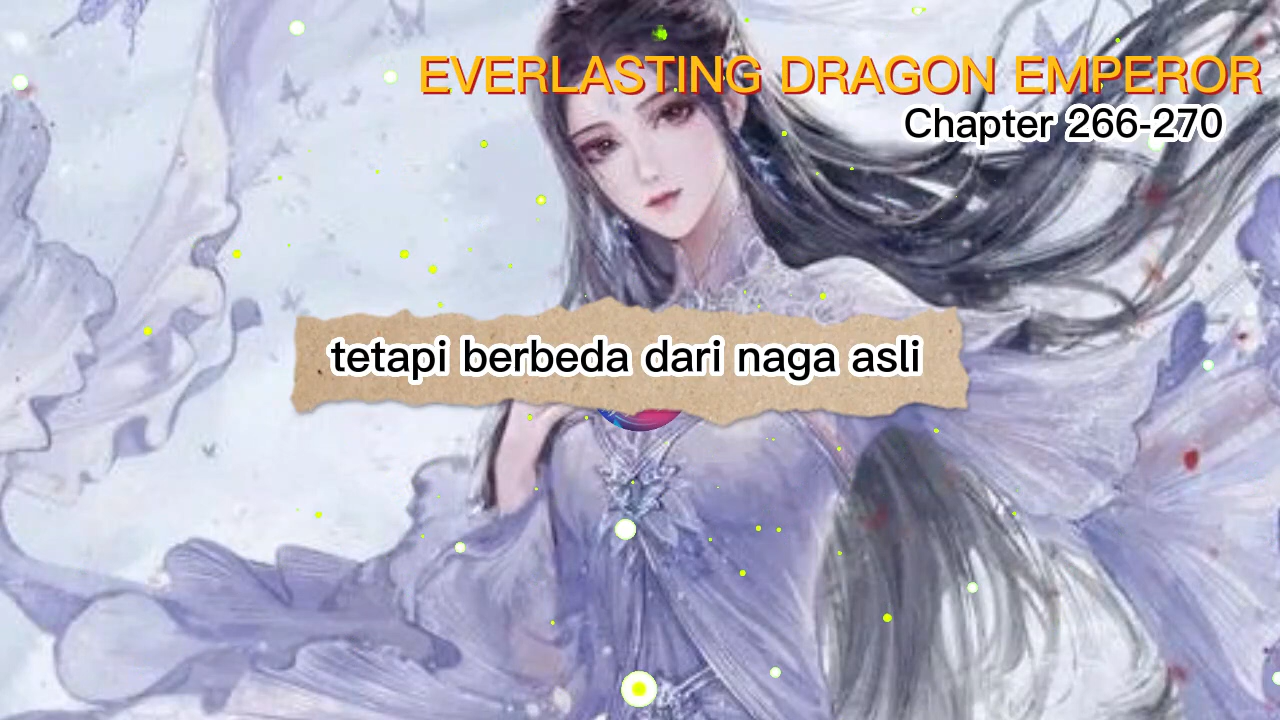 EVERLASTING DRAGON EMPEROR
Chapter 266-270
tetapi berbeda dari naga asli